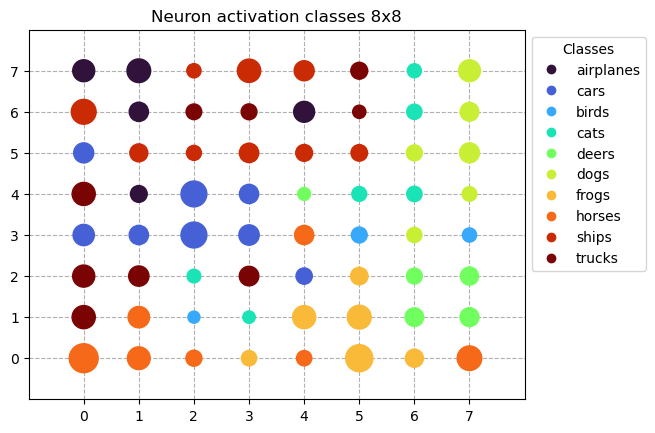 Neuron activation classes 8x8
7
6
5
4
3
2
1
0
0 1 2 3 4 5 6 7
Classes
airplanes
cars
birds
cats
deers
dogs
frogs
horses
ships
trucks